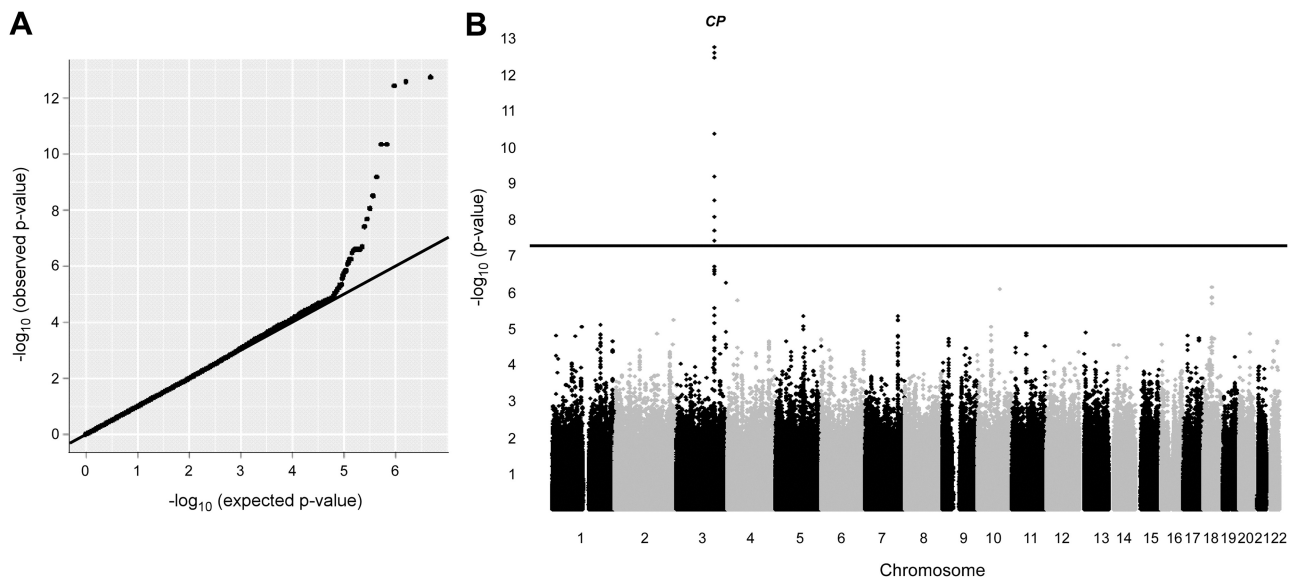 A
12
10
8
6
4
2
0
-log10 (observed p-value)
0 1 2 3 4 5 6
-log10 (expected p-value)
B
CP
13
12
11
10
9
8
7
6
5
4
3
2
1
-log10 (p-value)
1 2 3 4 5 6 7 8 9 10 11 12 13 14 15 16 17 18 19 20 21 22
Chromosome